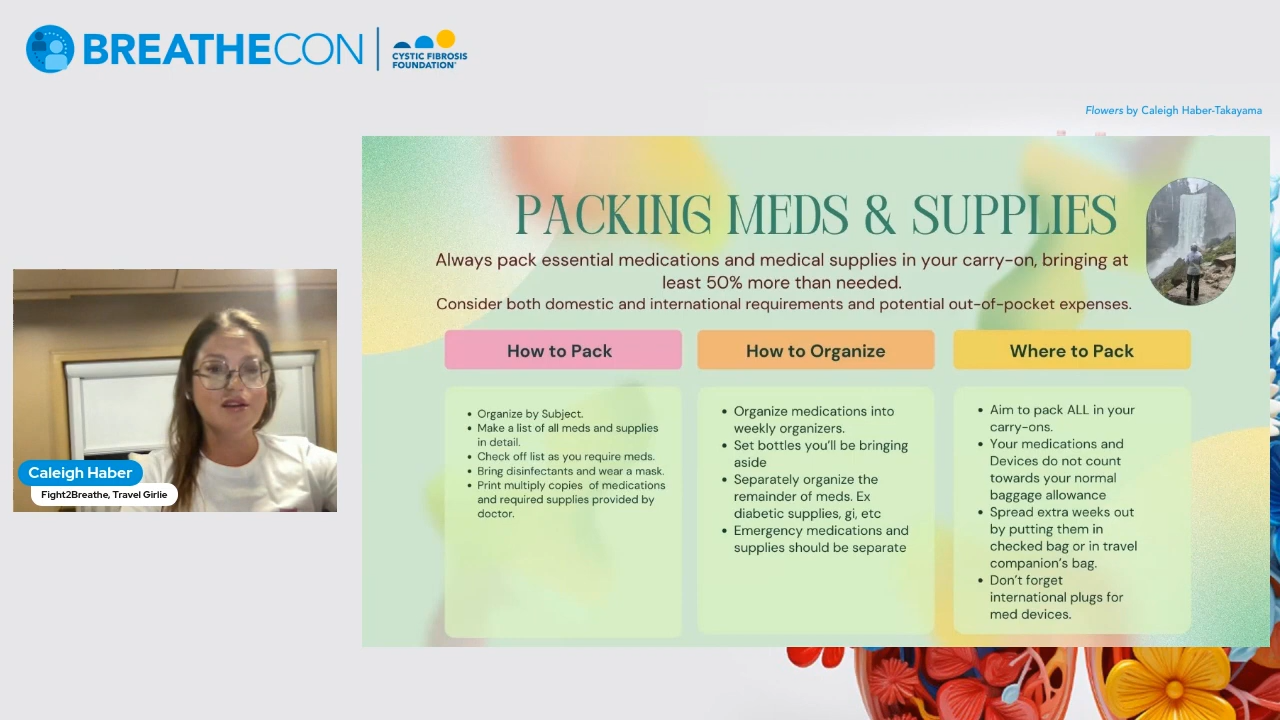 BREATHECON
CYSTIC FIBROSIS
FOUNDATION
Flowers by Caleigh Haber-Takayama
PACKING MEDS & SUPPLIES
Always pack essential medications and medical supplies in your carry-on, bringing at
least 50% more than needed.
Consider both domestic and international requirements and potential out-of-pocket expenses.
How to Pack
• Organize by Subject.
• Make a list of all meds and supplies
in detail.
• Check off list as you require meds.
• Bring disinfectants and wear a mask.
• Print multiply copies of medications
and required supplies provided by
doctor.
How to Organize
• Organize medications into
weekly organizers.
• Set bottles you'll be bringing
aside
• Separately organize the
remainder of meds. Ex
diabetic supplies, gi, etc
• Emergency medications and
supplies should be separate
Where to Pack
• Aim to pack ALL in your
carry-ons.
• Your medications and
Devices do not count
towards your normal
baggage allowance
• Spread extra weeks out
by putting them in
checked bag or in travel
companion's bag.
• Don't forget
international plugs for
med devices.
Caleigh Haber
Fight2Breathe, Travel Girlie